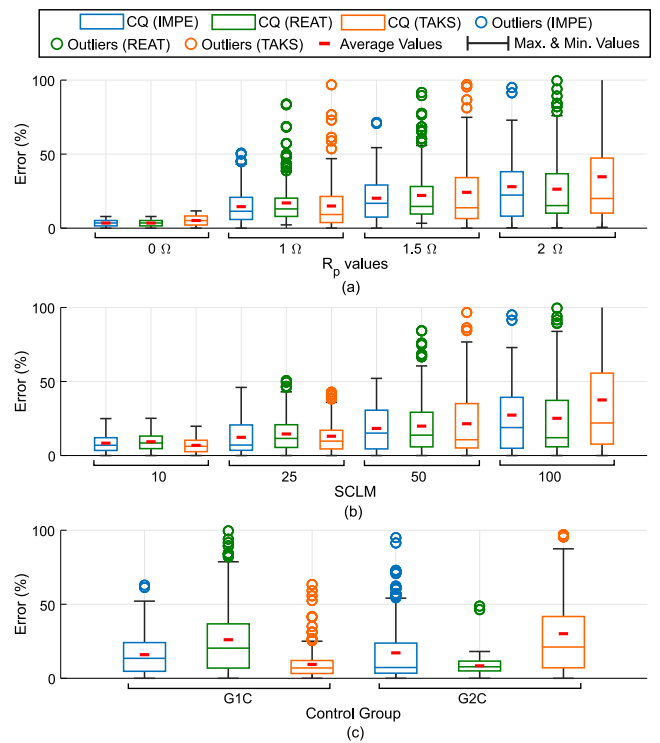 CQ (IMPE) CQ (REAT) CQ (TAKS) Outliers (IMPE)
Outliers (REAT) Outliers (TAKS) Average Values Max. & Min. Values
100
50
0
Error (%)
0 Ω 1 Ω 1.5 Ω 2 Ω
Rp values
(a)
100
50
0
Error (%)
10 25 50 100
SCLM
(b)
100
50
0
Error (%)
G1C G2C
Control Group
(c)